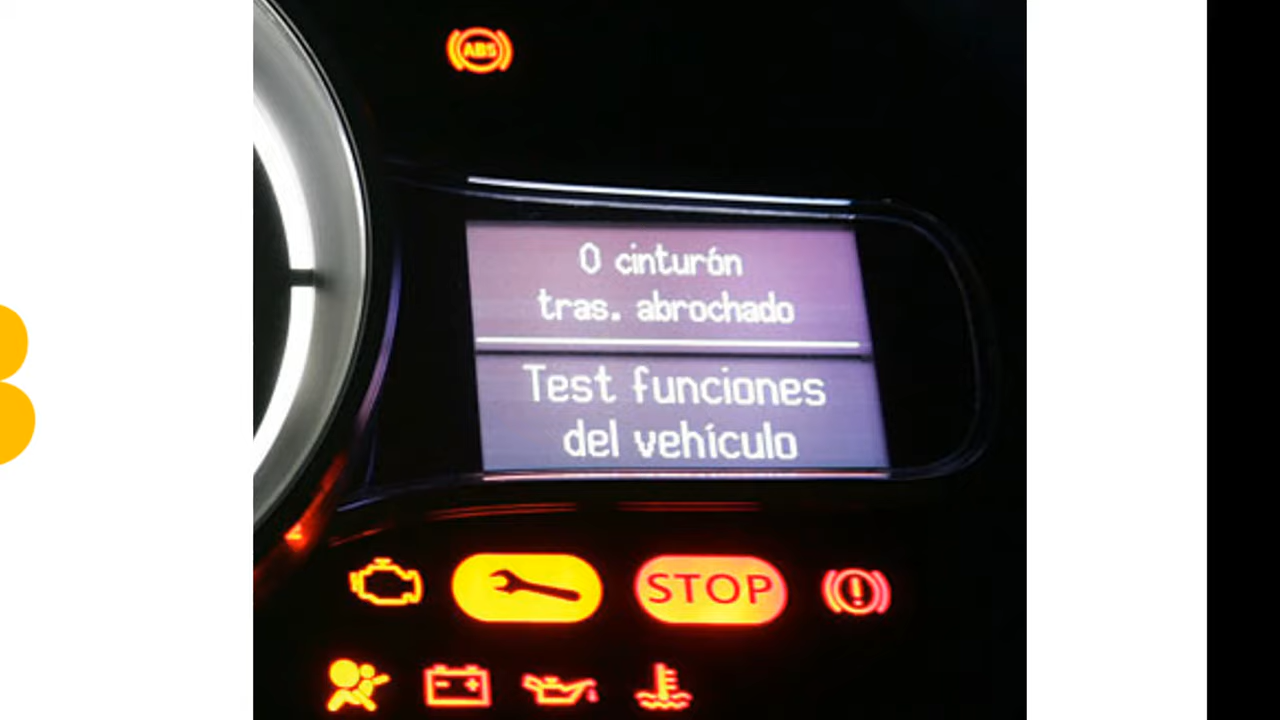 ABS
0 cinturón
tras. abrochado
Test funciones
del vehículo
STOP